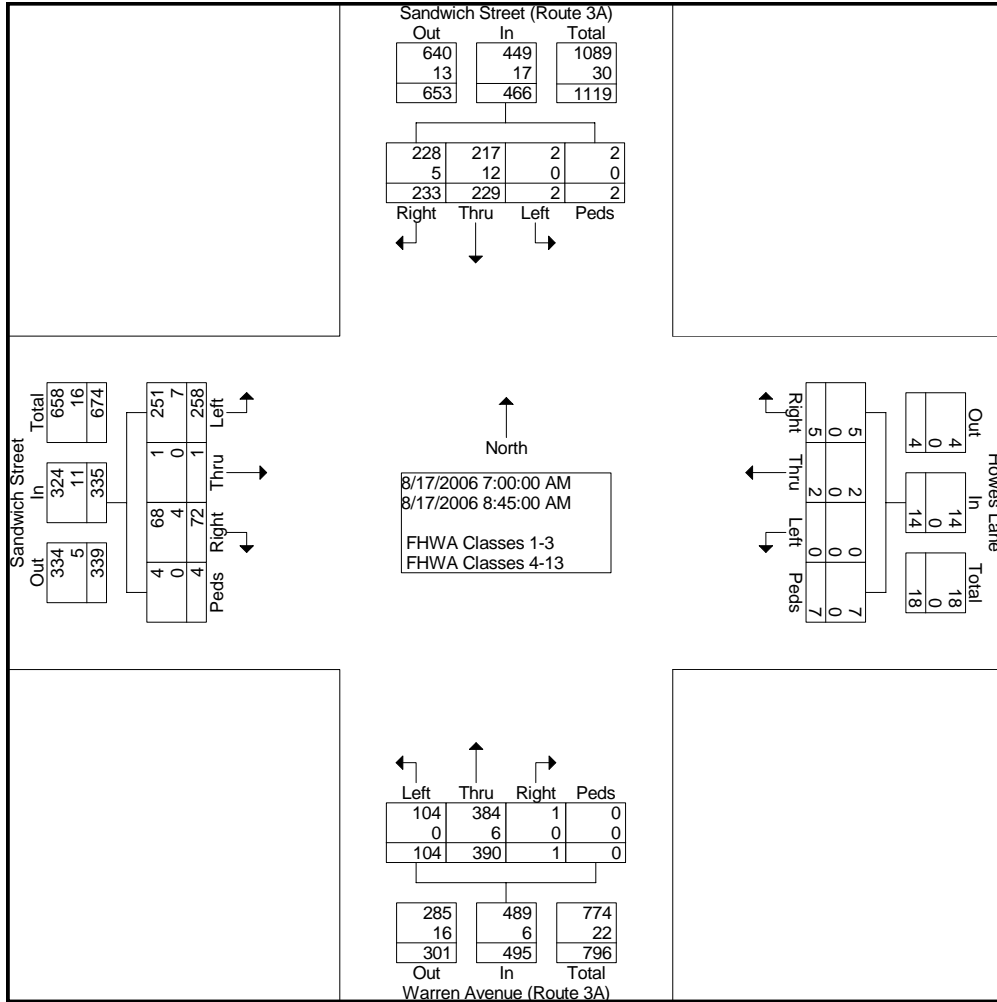 Sandwich Street (Route 3A)
Out In Total
640 449 1089
13 17 30
653 466 1119
228 217 2 2
5 12 0 0
233 229 2 2
Right Thru Left Peds
Sandwich Street
Total In Out
658 324 334
16 11 5
674 335 339
251 1 68 4
7 0 4 0
258 1 72 4
Left Thru Right Peds
North
8/17/2006 7:00:00 AM
8/17/2006 8:45:00 AM
FHWA Classes 1-3
FHWA Classes 4-13
Right Thru Left Peds
5 2 0 7
0 0 0 0
5 2 0 7
Howes Lane
Out In Total
4 14 18
0 0 0
4 14 18
Left Thru Right Peds
104 384 1 0
0 6 0 0
104 390 1 0
285 489 774
16 6 22
301 495 796
Out In Total
Warren Avenue (Route 3A)